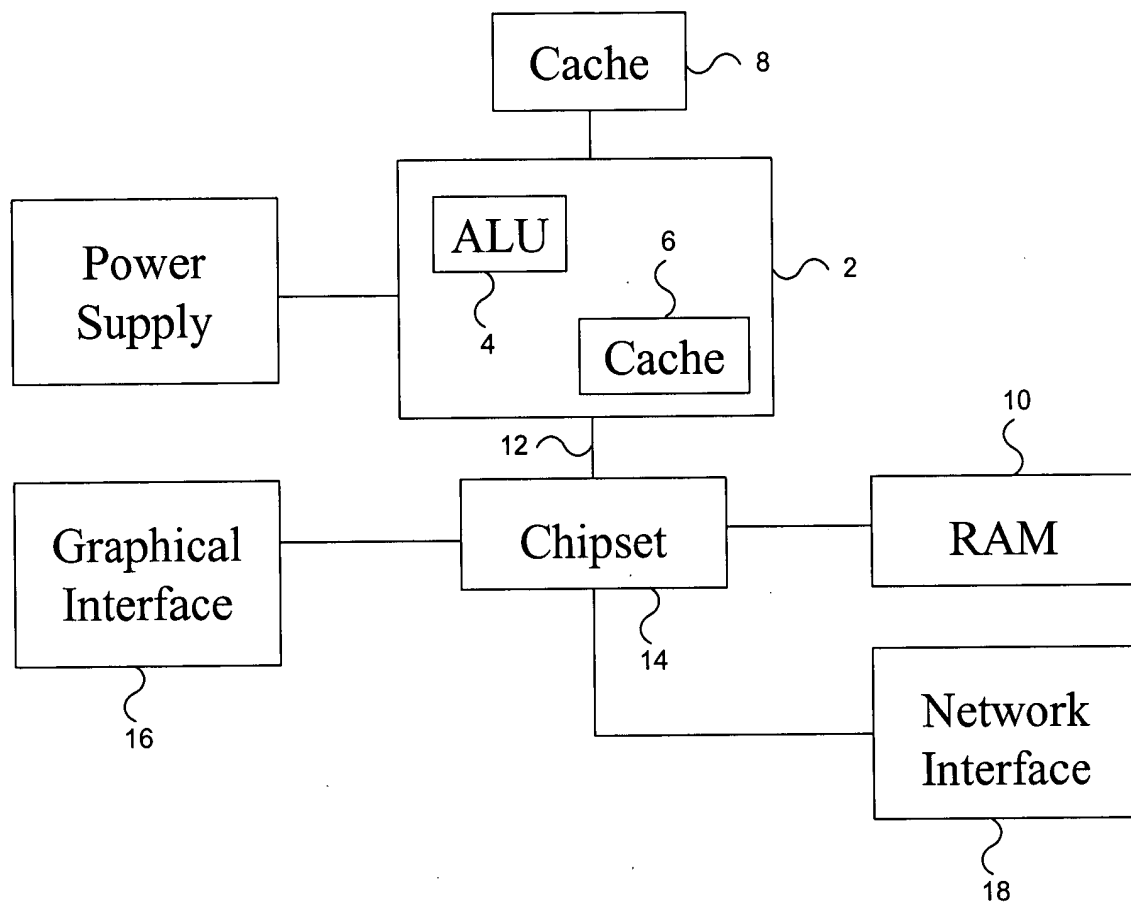 Cache
8
ALU
4
6
Cache
2
Power
Supply
12
10
Graphical
Interface
16
Chipset
14
RAM
Network
Interface
18